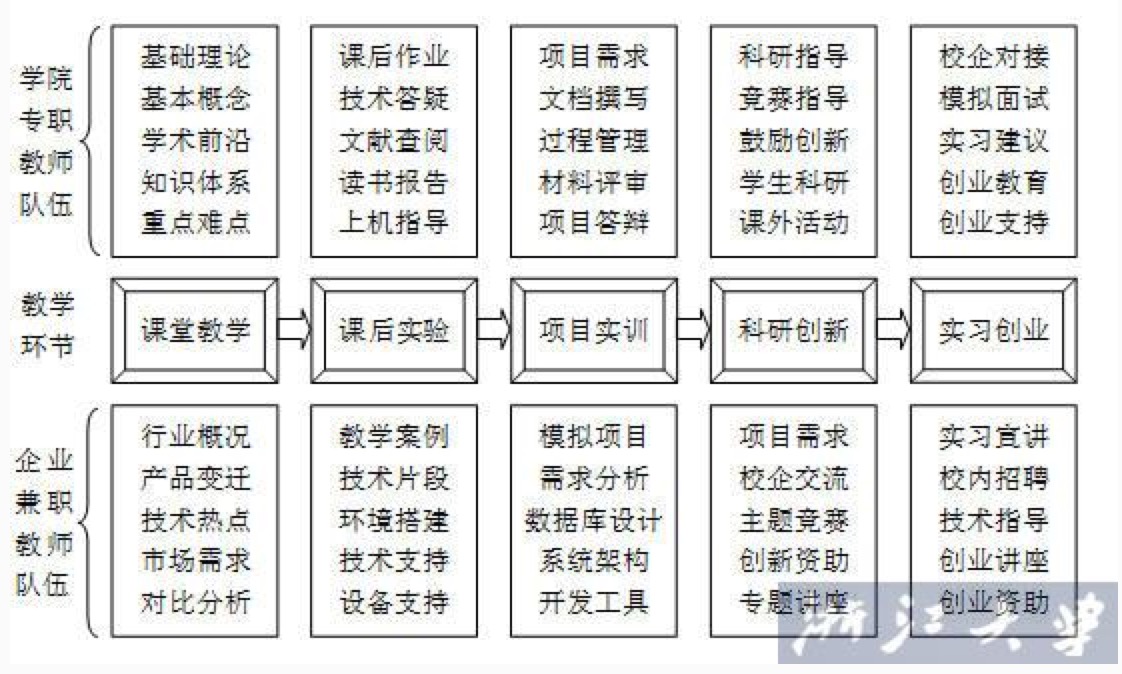 学院
专职
教师
队伍
基础理论
基本概念
学术前沿
知识体系
重点难点
课后作业
技术答疑
文献查阅
读书报告
上机指导
项目需求
文档撰写
过程管理
材料评审
项目答辩
科研指导
竞赛指导
鼓励创新
学生科研
课外活动
校企对接
模拟面试
实习建议
创业教育
创业支持
教学
环节
课堂教学
课后实验
项目实训
科研创新
实习创业
企业
兼职
教师
队伍
行业概况
产品变迁
技术热点
市场需求
对比分析
教学案例
技术片段
环境搭建
技术支持
设备支持
模拟项目
需求分析
数据库设计
系统架构
开发工具
项目需求
校企交流
主题竞赛
创新资助
专题讲座
实习宣讲
校内招聘
技术指导
创业讲座
创业资助
浙江大学